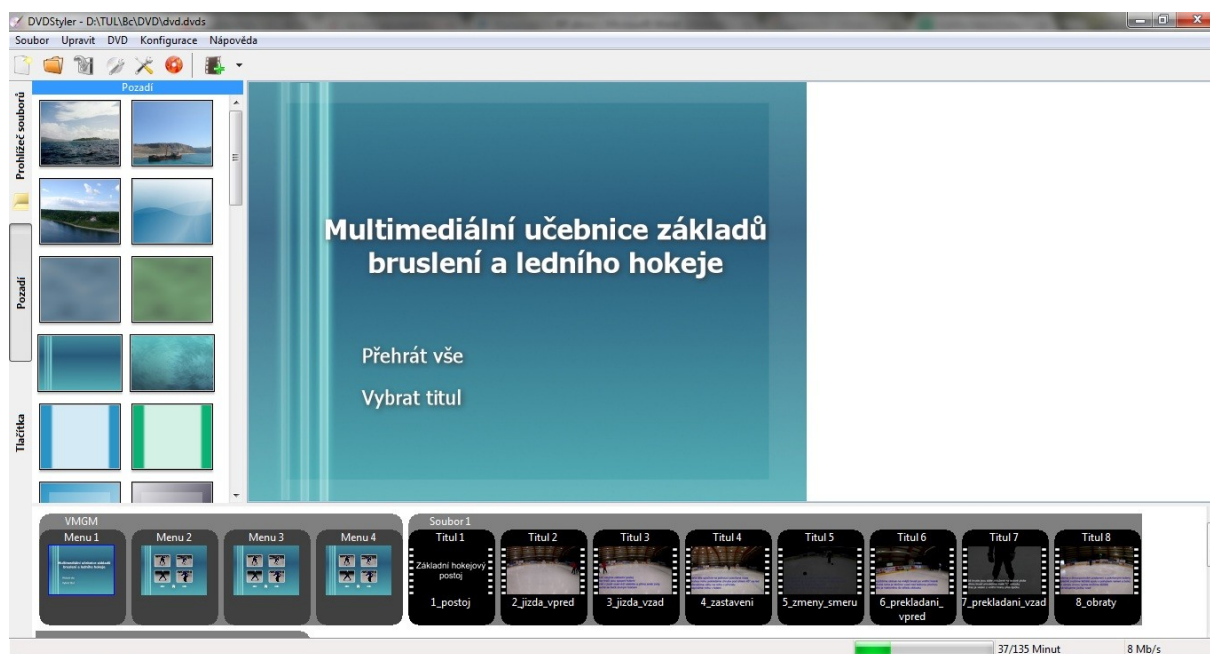 DVDStyler - D:\TUL\Bc\DVD\dvd.dvds
Soubor Upravit DVD Konfigurace Nápověda
Prohlížeč souborů
Pozadí
Tlačítka
Pozadí
Multimediální učebnice základů
bruslení a ledního hokeje
Přehrát vše
Vybrat titul
VMGM
Menu 1
Menu 2
Menu 3
Menu 4
Soubor 1
Titul 1
Základní hokejový
postoj
1_postoj
Titul 2
2_jizda_vpred
Titul 3
3_jizda_vzad
Titul 4
4_zastaveni
Titul 5
5_zmeny_smeru
Titul 6
6_prekladani_
vpred
Titul 7
7_prekladani_vzad
Titul 8
8_obraty
37/135 Minut
8 Mb/s